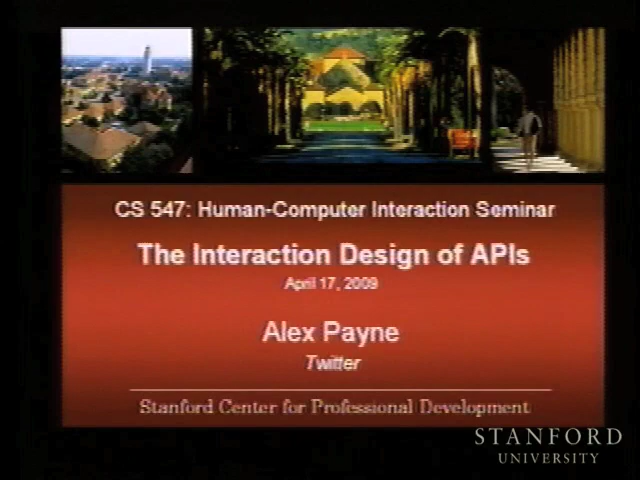 CS 547: Human-Computer Interaction Seminar
The Interaction Design of APIs
April 17, 2009
Alex Payne
Twitter
Stanford Center for Professional Development
STANFORD
UNIVERSITY